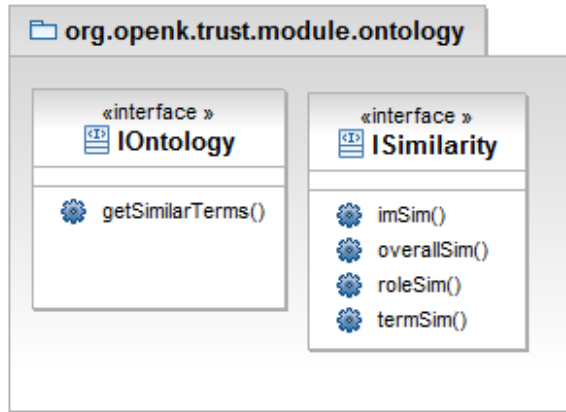 org.openk.trust.module.ontology
«interface »
IOntology
getSimilarTerms()
«interface »
ISimilarity
imSim()
overallSim()
roleSim()
termSim()